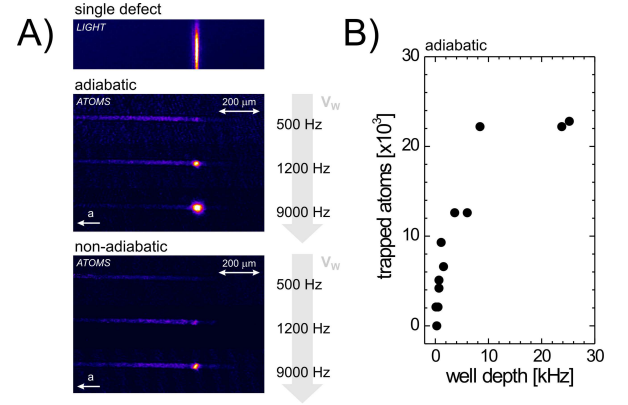 A)
single defect
LIGHT
adiabatic
ATOMS
200 µm
V_W
500 Hz
1200 Hz
9000 Hz
a
non-adiabatic
ATOMS
200 µm
V_W
500 Hz
1200 Hz
9000 Hz
a
B)
adiabatic
30
20
10
0
trapped atoms [x10³]
0 10 20 30
well depth [kHz]